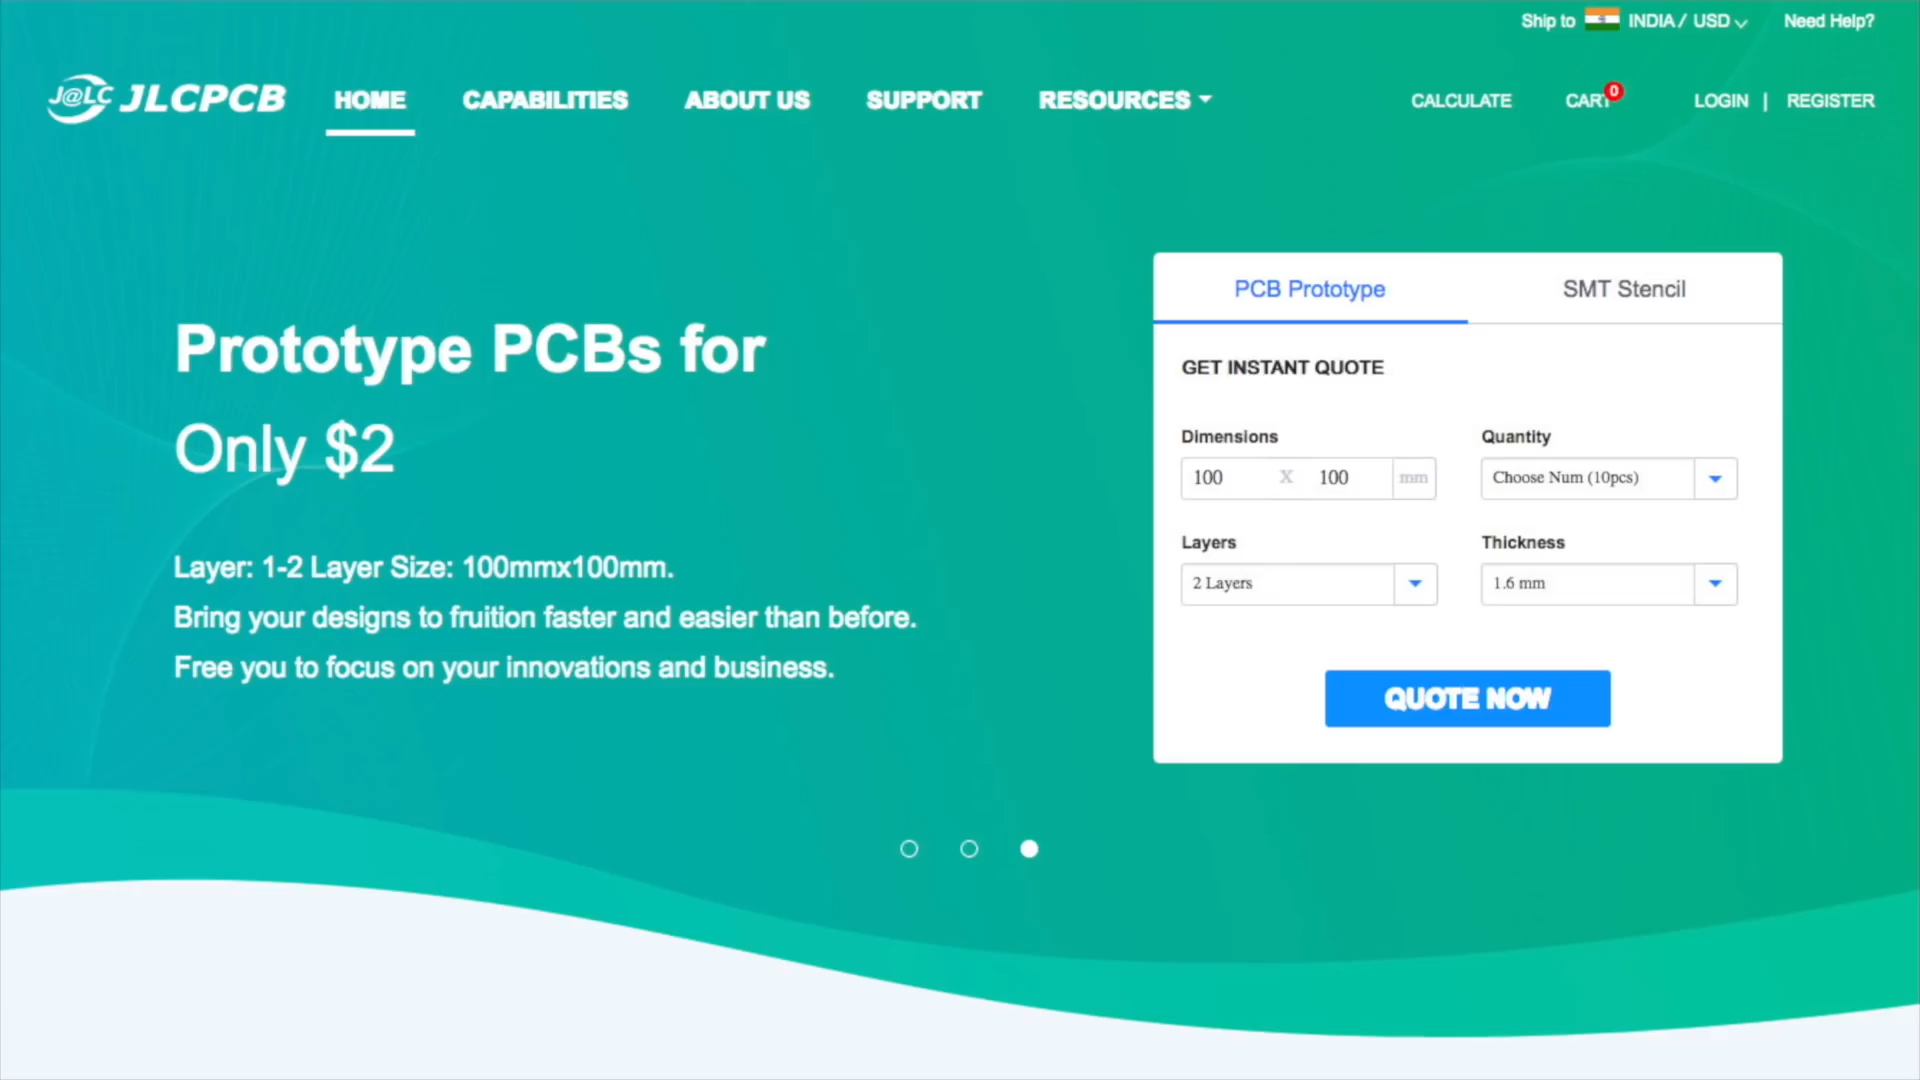 Ship to INDIA / USD Need Help?
J@LC JLCPCB HOME CAPABILITIES ABOUT US SUPPORT RESOURCES CALCULATE CART 0 LOGIN | REGISTER
Prototype PCBs for
Only $2
Layer: 1-2 Layer Size: 100mmx100mm.
Bring your designs to fruition faster and easier than before.
Free you to focus on your innovations and business.
PCB Prototype SMT Stencil
GET INSTANT QUOTE
Dimensions Quantity
100 X 100 mm Choose Num (10pcs)
Layers Thickness
2 Layers 1.6 mm
QUOTE NOW